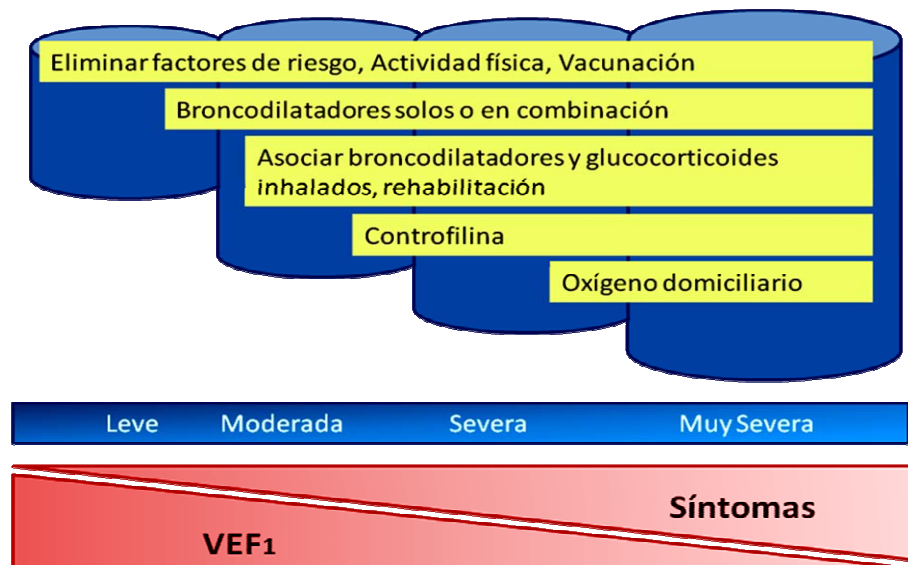 Eliminar factores de riesgo, Actividad física, Vacunación
Broncodilatadores solos o en combinación
Asociar broncodilatadores y glucocorticoides
inhalados, rehabilitación
Controfilina
Oxígeno domiciliario
Leve Moderada Severa Muy Severa
Síntomas
VEF1